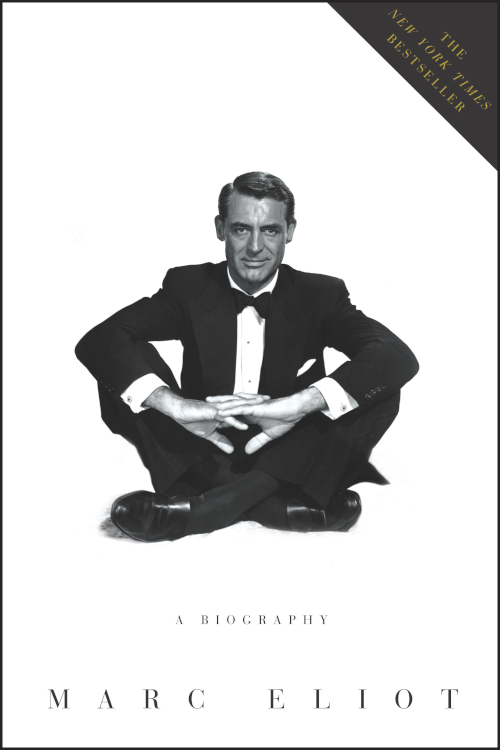 THE
NEW YORK TIMES
BESTSELLER
A BIOGRAPHY
MARC ELIOT